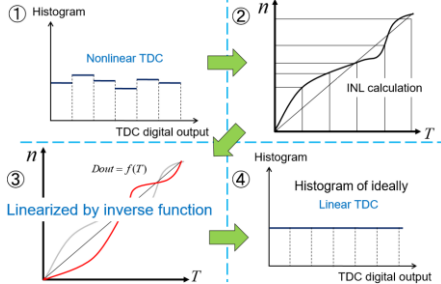 ① Histogram
Nonlinear TDC
TDC digital output
② n
INL calculation
T
③ n
Dout = f(T)
Linearized by inverse function
T
④ Histogram
Histogram of ideally
Linear TDC
TDC digital output